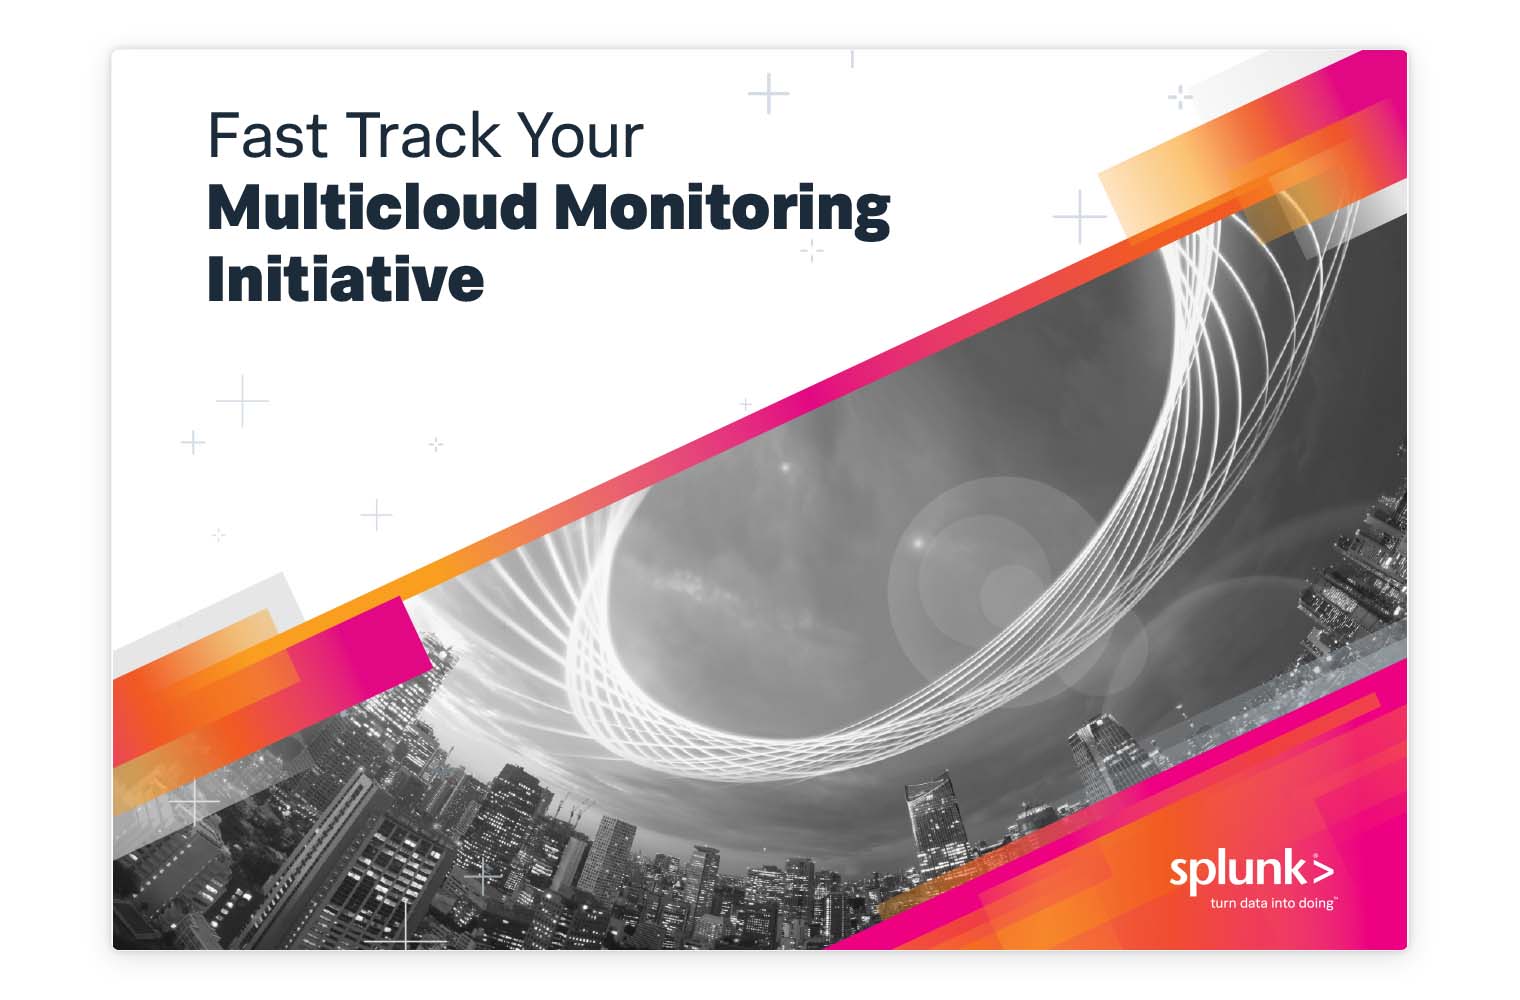 Fast Track Your
Multicloud Monitoring
Initiative
splunk>®
turn data into doing™